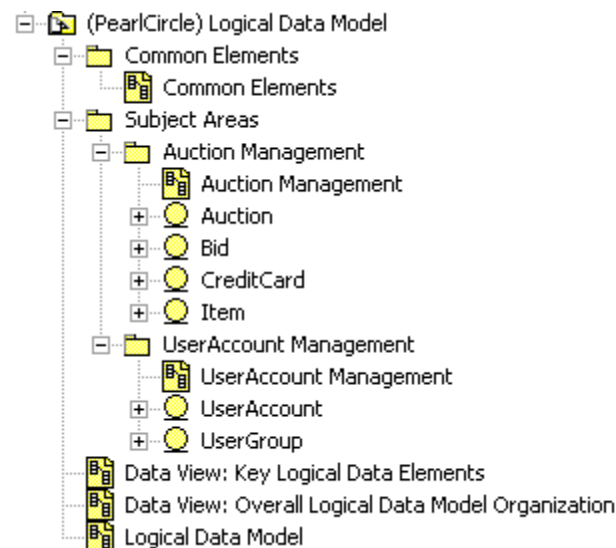 (PearlCircle) Logical Data Model
Common Elements
Common Elements
Subject Areas
Auction Management
Auction Management
Auction
Bid
CreditCard
Item
UserAccount Management
UserAccount Management
UserAccount
UserGroup
Data View: Key Logical Data Elements
Data View: Overall Logical Data Model Organization
Logical Data Model